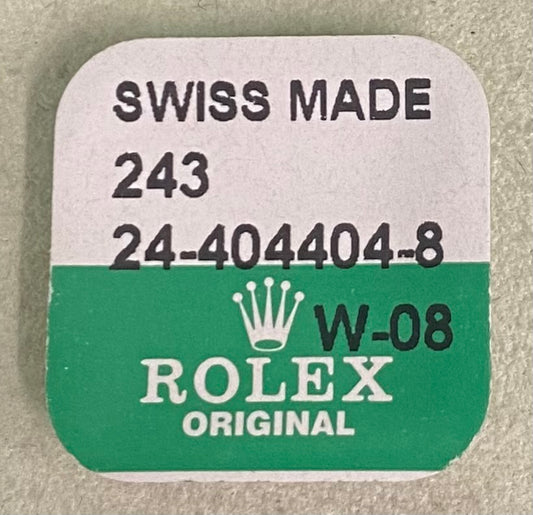 SWISS MADE
243
24-404404-8
W-08
ROLEX
ORIGINAL